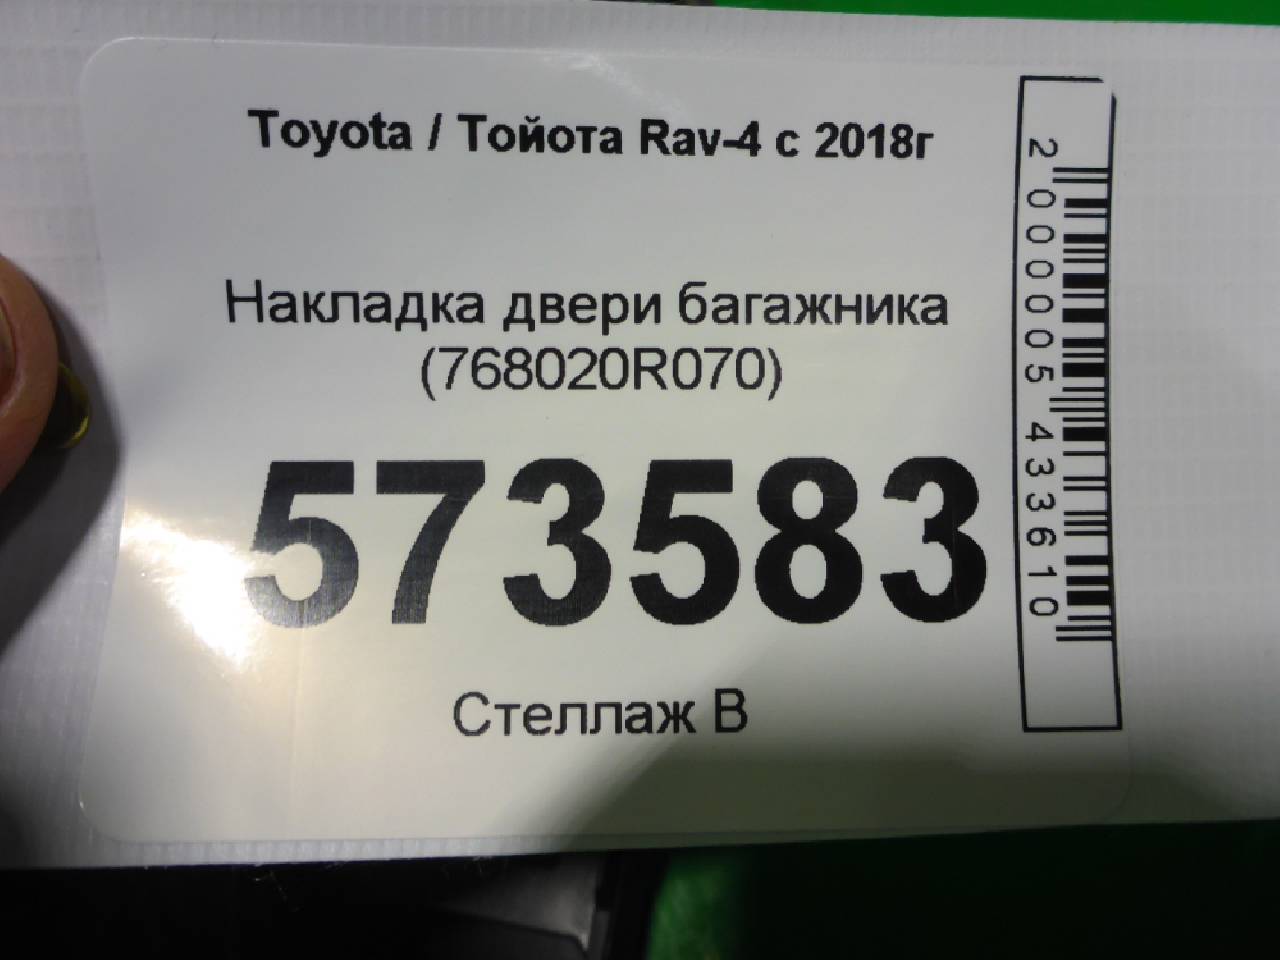 Toyota / Тойота Rav-4 с 2018г
Накладка двери багажника
(768020R070)
573583
Стеллаж В
2000005433610